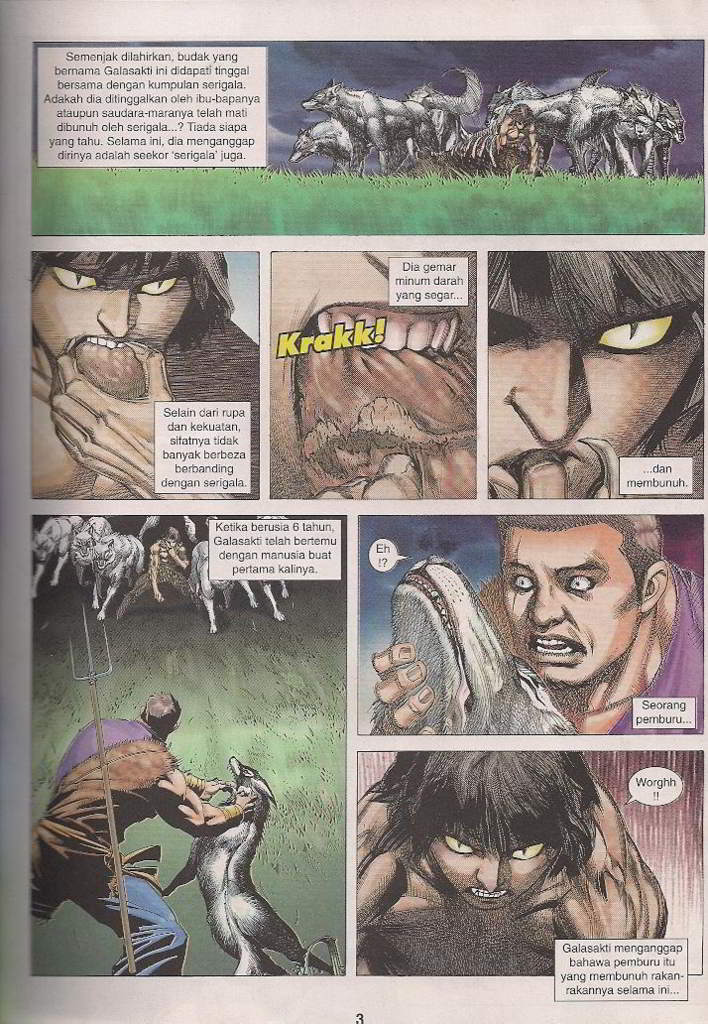 Semenjak dilahirkan, budak yang
bernama Galasakti ini didapati tinggal
bersama dengan kumpulan serigala.
Adakah dia ditinggalkan oleh ibu-bapanya
ataupun saudara-maranya telah mati
dibunuh oleh serigala...? Tiada siapa
yang tahu. Selama ini, dia menganggap
dirinya adalah seekor 'serigala' juga.
Selain dari rupa
dan kekuatan,
sifatnya tidak
banyak berbeza
berbanding
dengan serigala.
Dia gemar
minum darah
yang segar...
Krakk!
...dan
membunuh.
Ketika berusia 6 tahun,
Galasakti telah bertemu
dengan manusia buat
pertama kalinya.
Eh
!?
Seorang
pemburu...
Worghh
!!
Galasakti menganggap
bahawa pemburu itu
yang membunuh rakan-
rakannya selama ini...
3